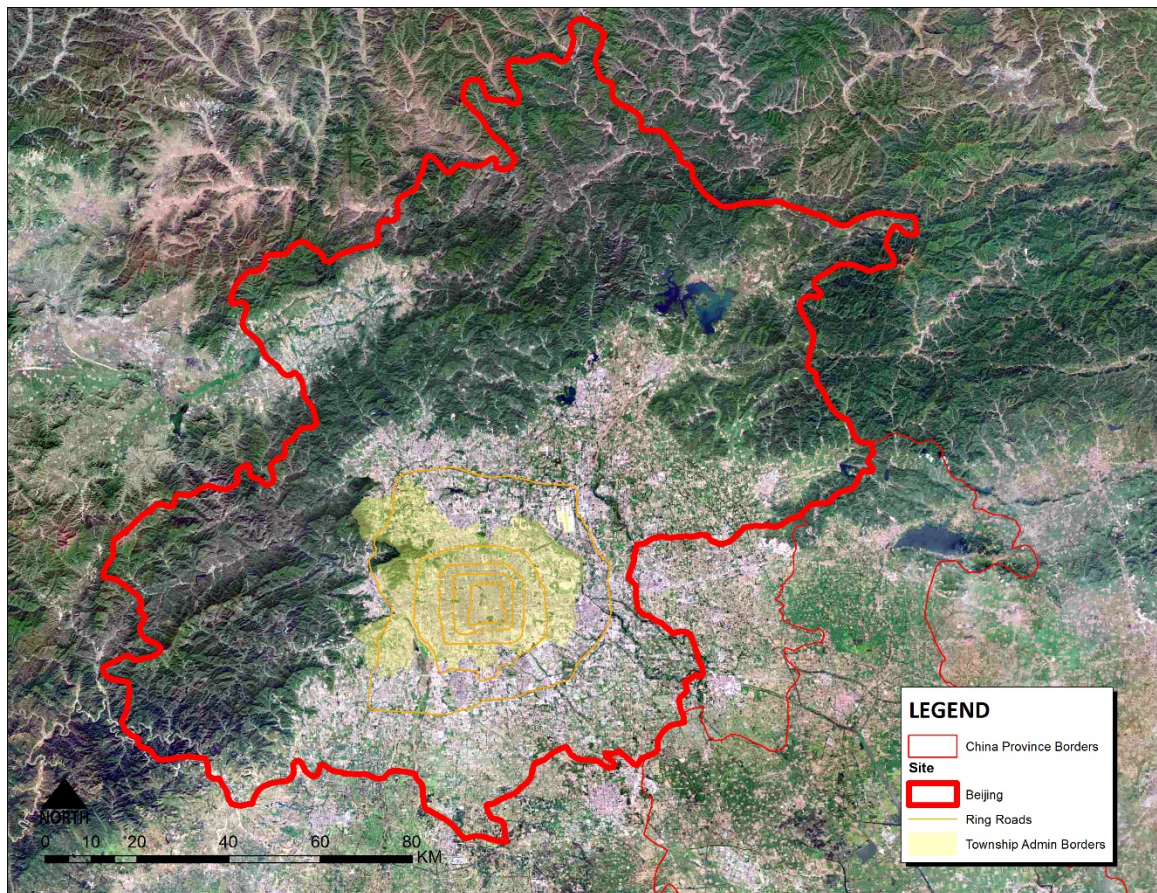 LEGEND
China Province Borders
Site
Beijing
Ring Roads
Township Admin Borders
NORTH
0 10 20 40 60 80
KM